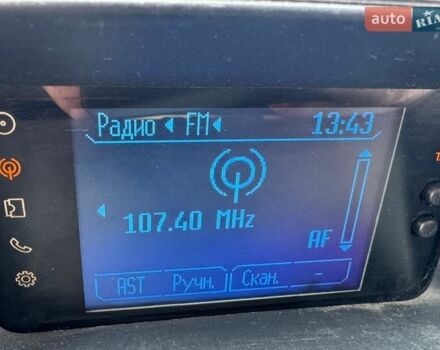 auto RIA
Радио FM 13:43
107.40 MHz
AF
AST Ручн. Скан. -